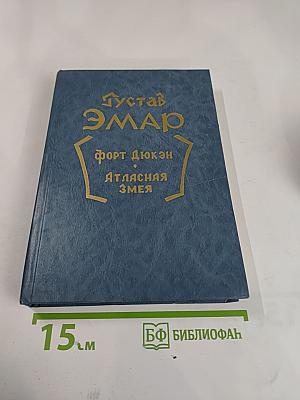 Густав
ЭМАР
ФОРТ ДЮКЭН
•
АТЛАСНАЯ
ЗМЕЯ
15см
БФ БИБЛИОФАН